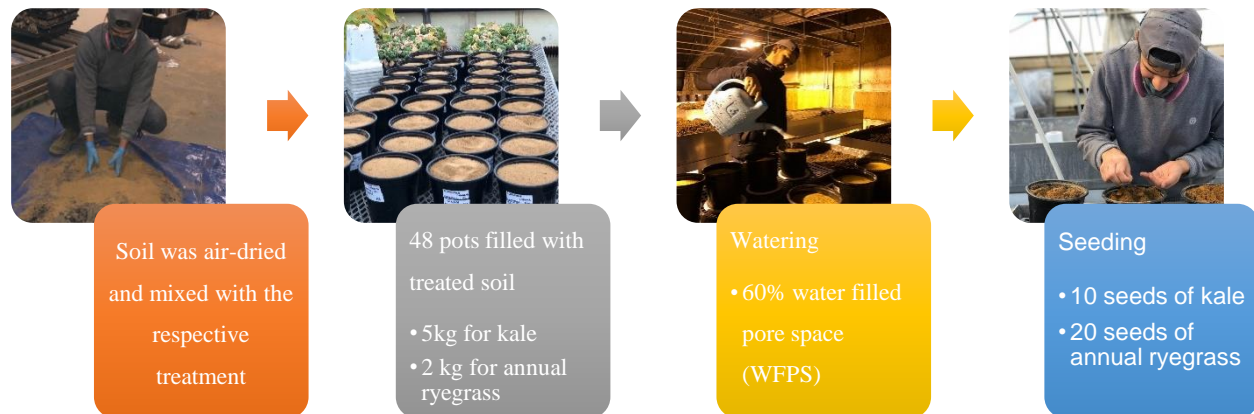 Soil was air-dried
and mixed with the
respective
treatment
48 pots filled with
treated soil
• 5kg for kale
• 2 kg for annual
ryegrass
Watering
• 60% water filled
pore space
(WFPS)
Seeding
• 10 seeds of kale
• 20 seeds of
annual ryegrass